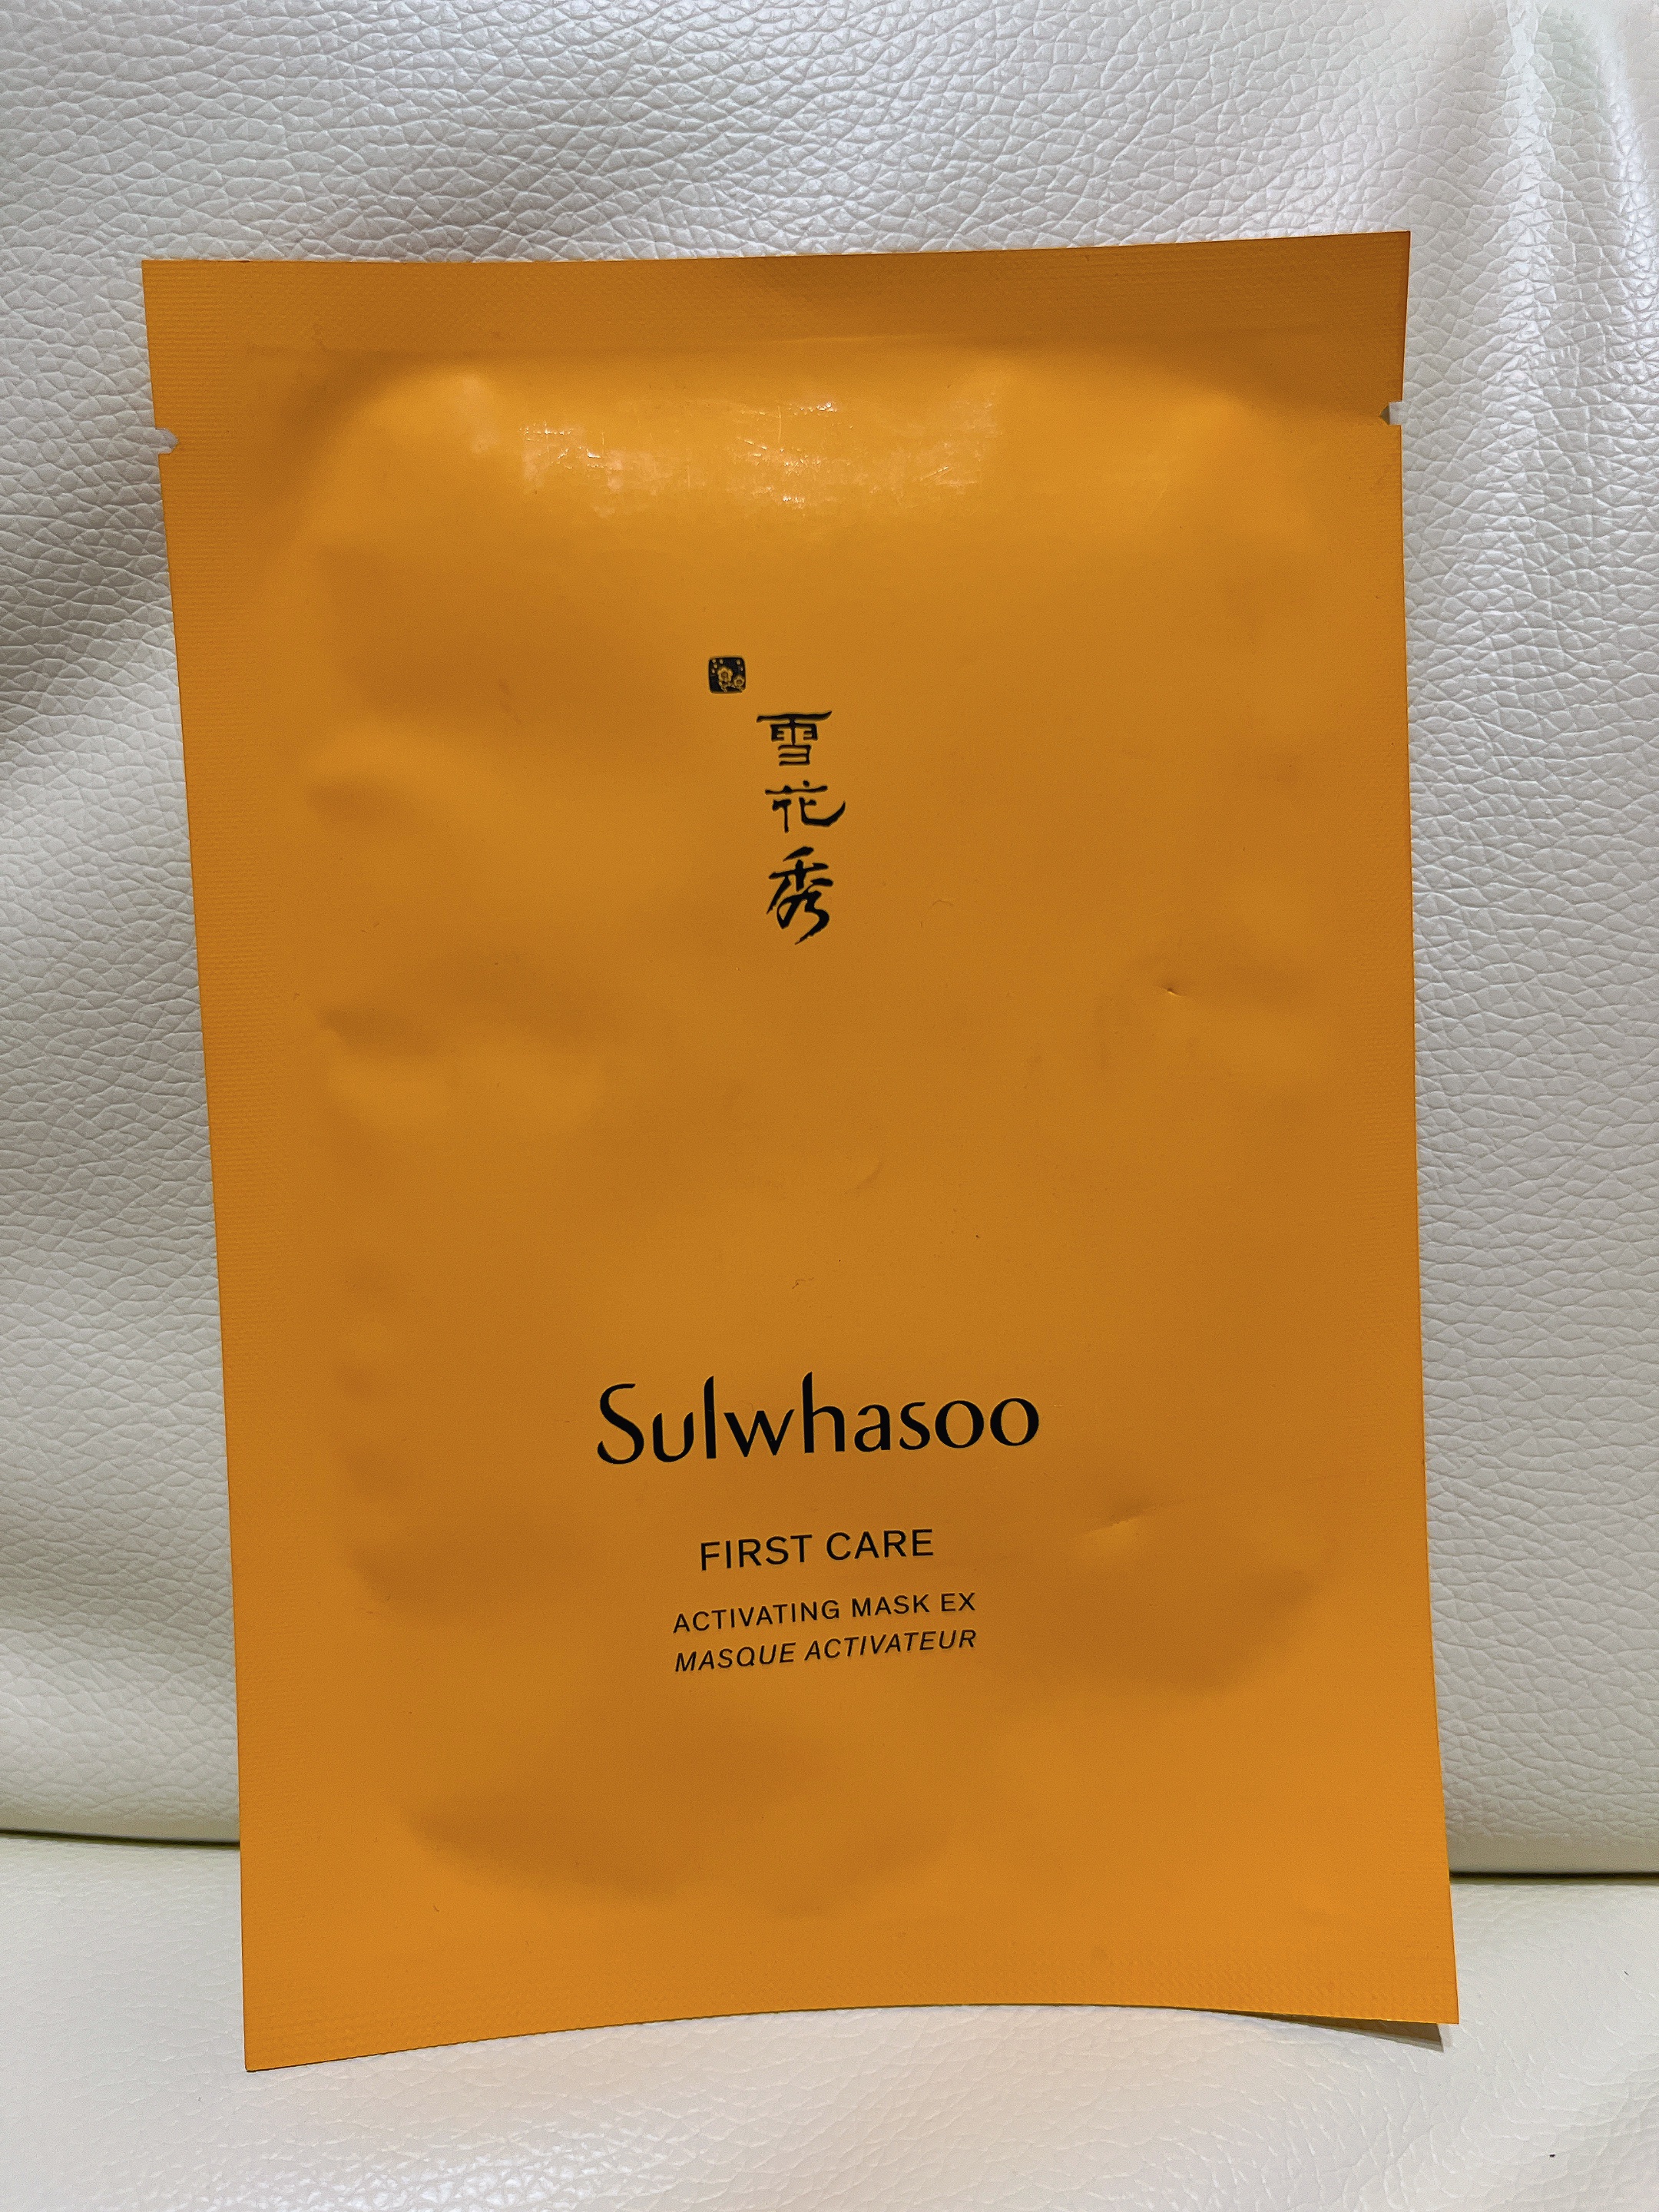 雪花秀
Sulwhasoo
FIRST CARE
ACTIVATING MASK EX
MASQUE ACTIVATEUR